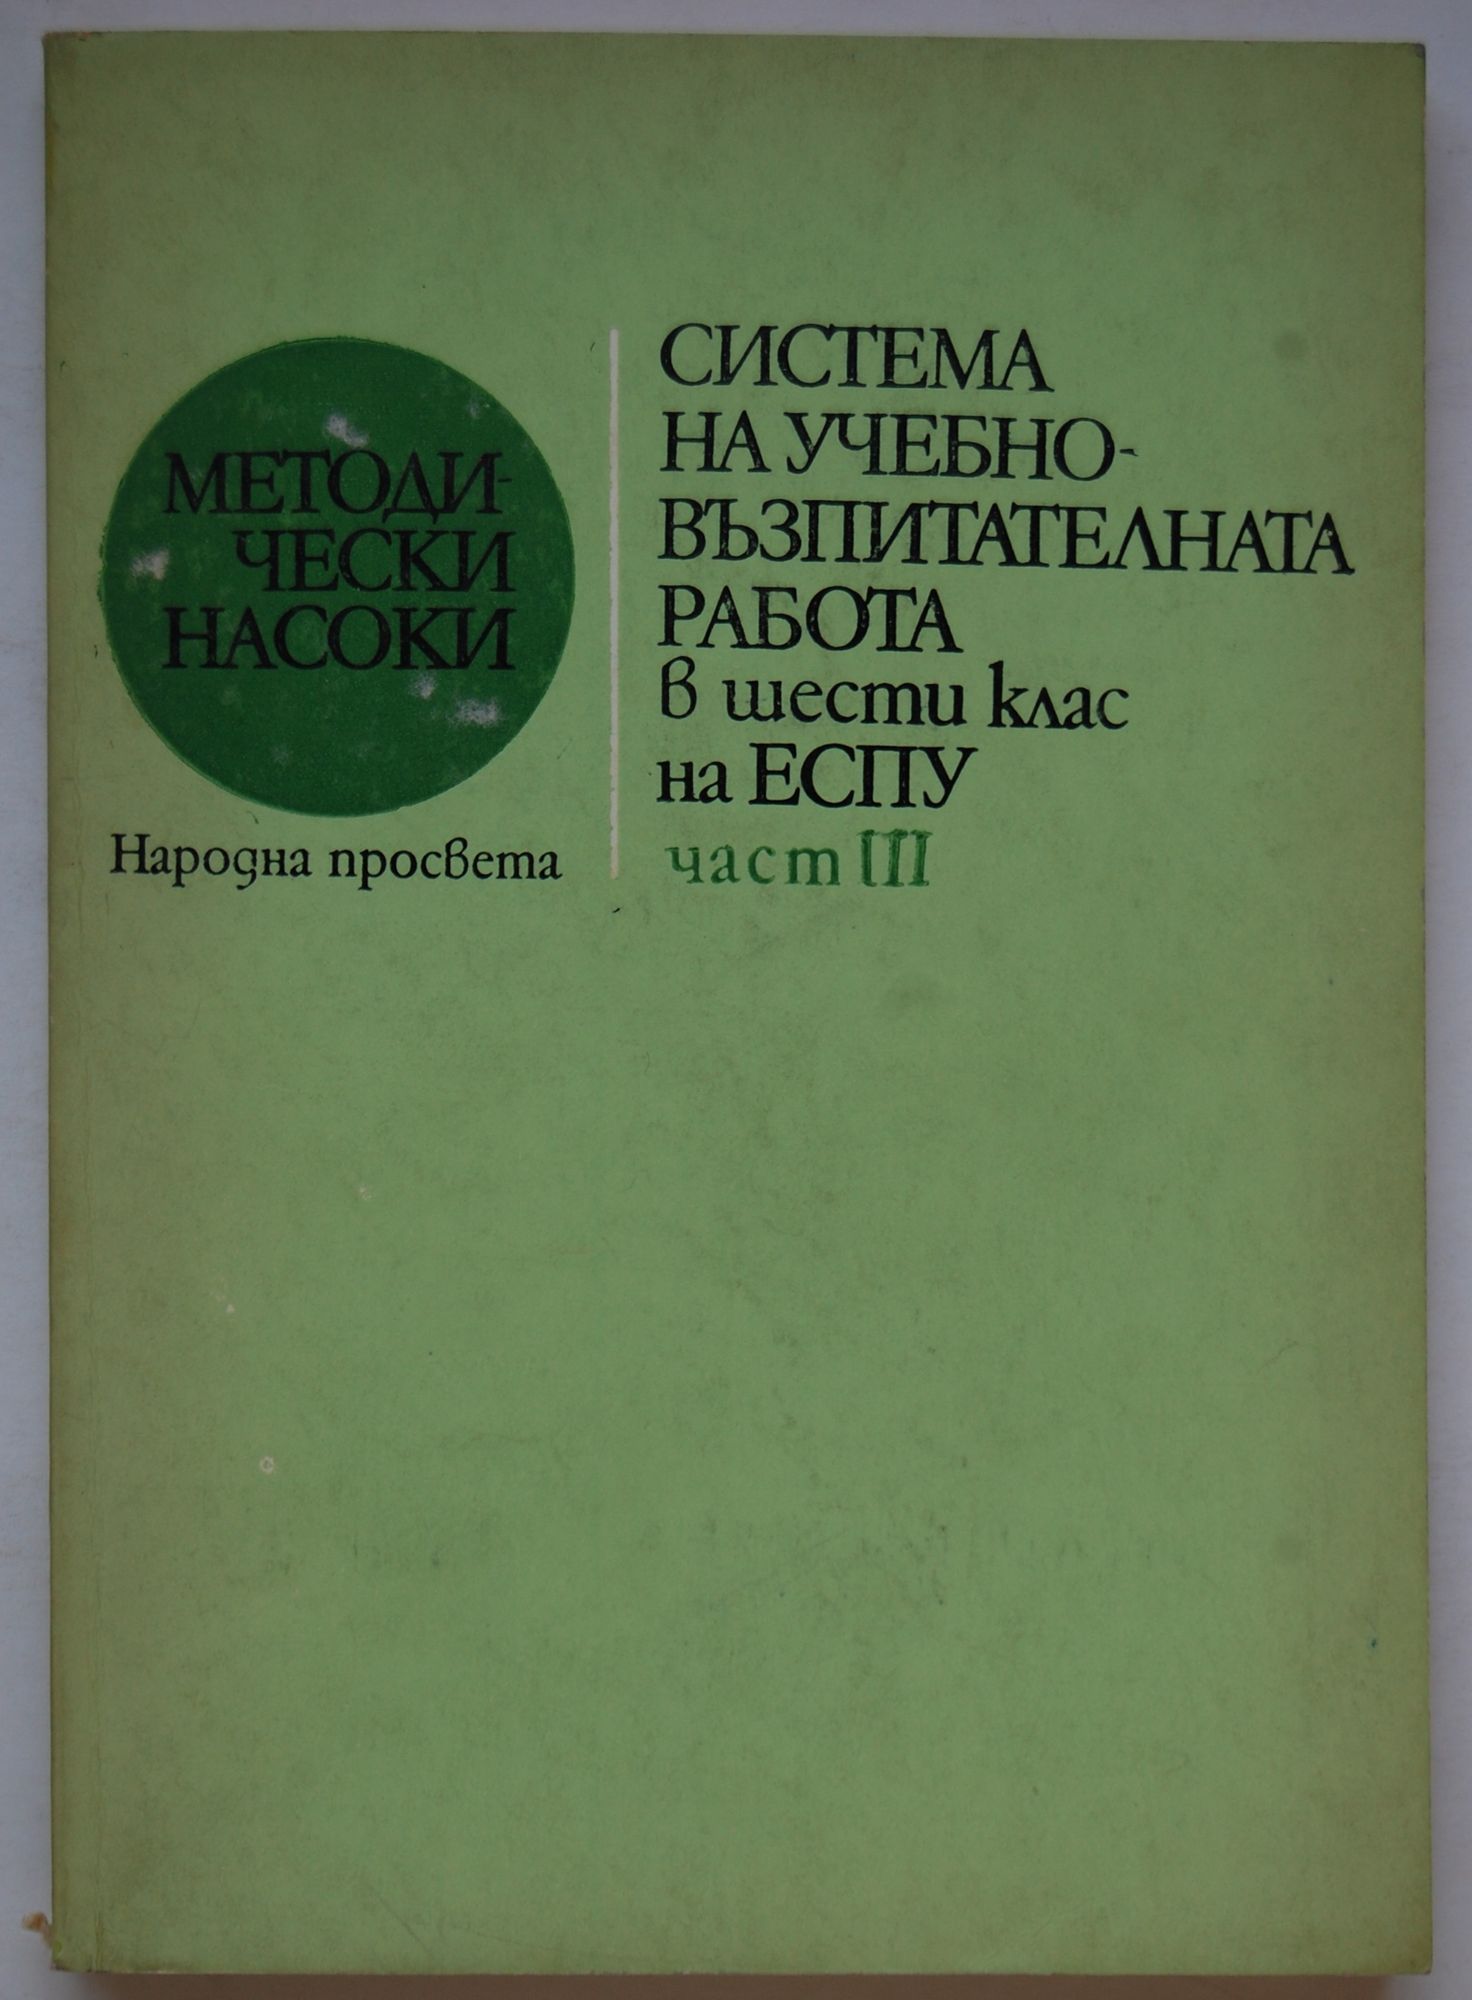 МЕТОДИ-
ЧЕСКИ
НАСОКИ
Народна просвета
СИСТЕМА
НА УЧЕБНО-
ВЪЗПИТАТЕЛНАТА
РАБОТА
в шести клас
на ЕСПУ
част III